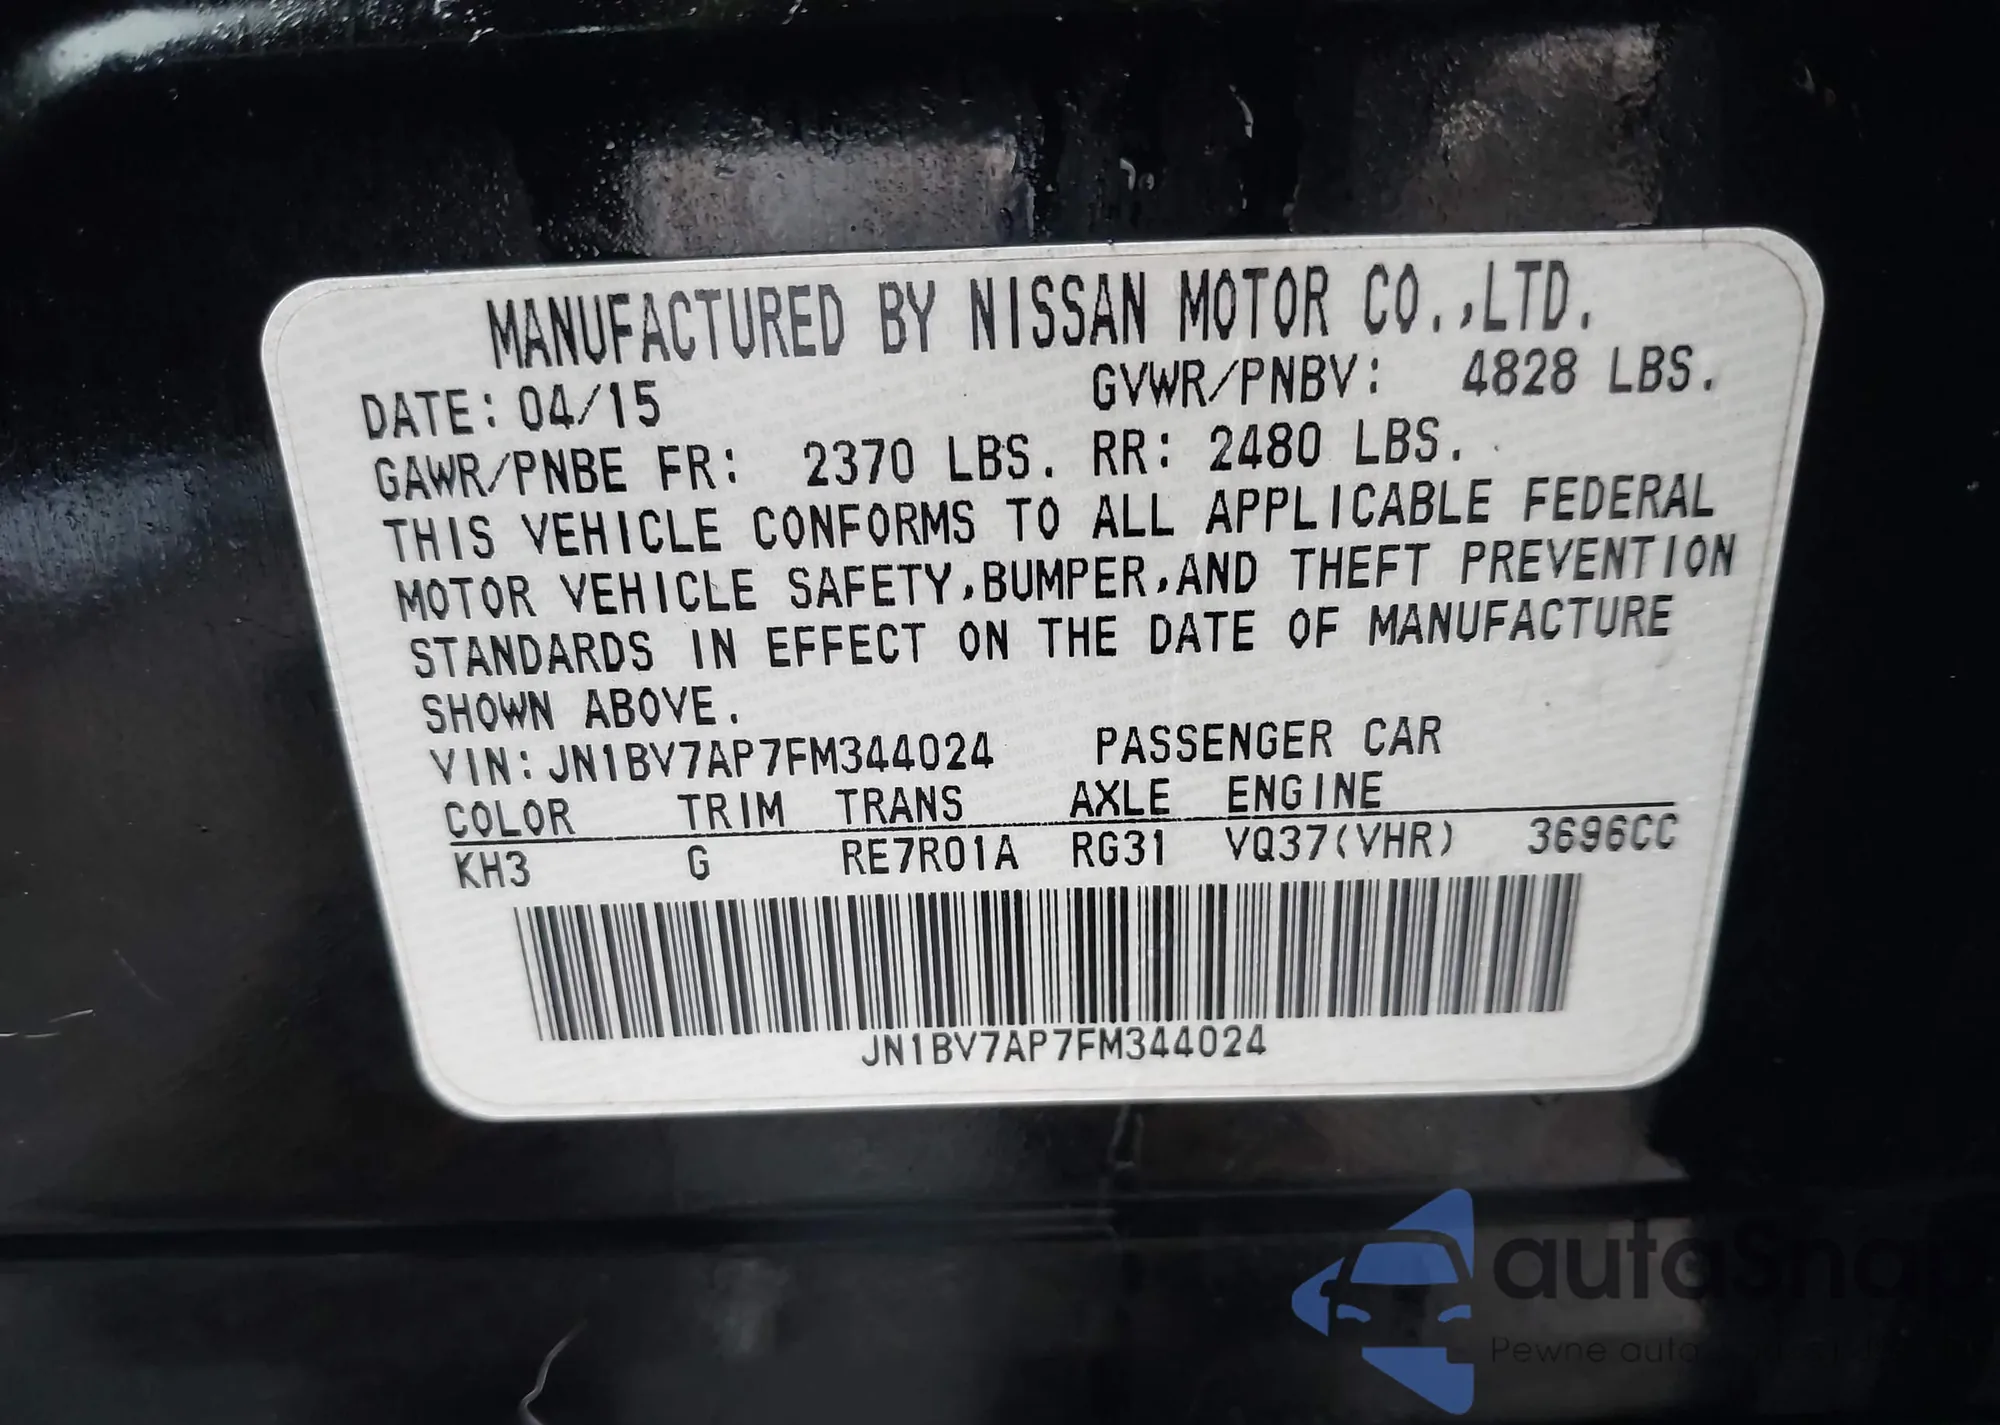 MANUFACTURED BY NISSAN MOTOR CO.,LTD.
DATE: 04/15 GVWR/PNBV: 4828 LBS.
GAWR/PNBE FR: 2370 LBS. RR: 2480 LBS.
THIS VEHICLE CONFORMS TO ALL APPLICABLE FEDERAL
MOTOR VEHICLE SAFETY,BUMPER,AND THEFT PREVENTION
STANDARDS IN EFFECT ON THE DATE OF MANUFACTURE
SHOWN ABOVE.
VIN:JN1BV7AP7FM344024 PASSENGER CAR
COLOR TRIM TRANS AXLE ENGINE
KH3 G RE7R01A RG31 VQ37(VHR) 3696CC
JN1BV7AP7FM344024
autoSnap
Pewne auto